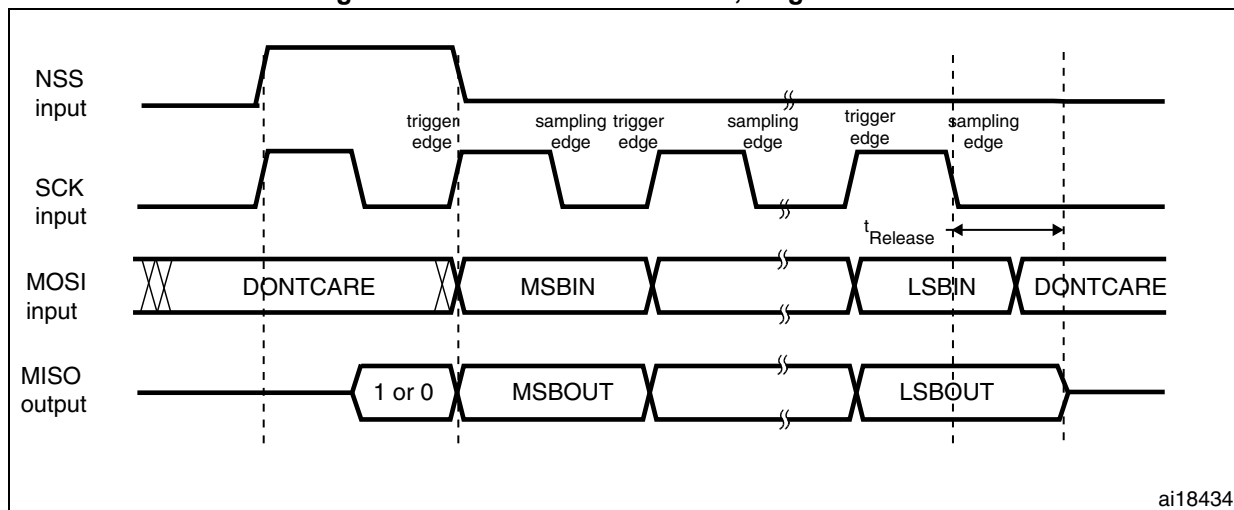 NSS
input
trigger
edge
sampling
edge
trigger
edge
sampling
edge
trigger
edge
sampling
edge
SCK
input
tRelease
MOSI
input
DONTCARE
MSBIN
LSBIN
DONTCARE
MISO
output
1 or 0
MSBOUT
LSBOUT
ai18434